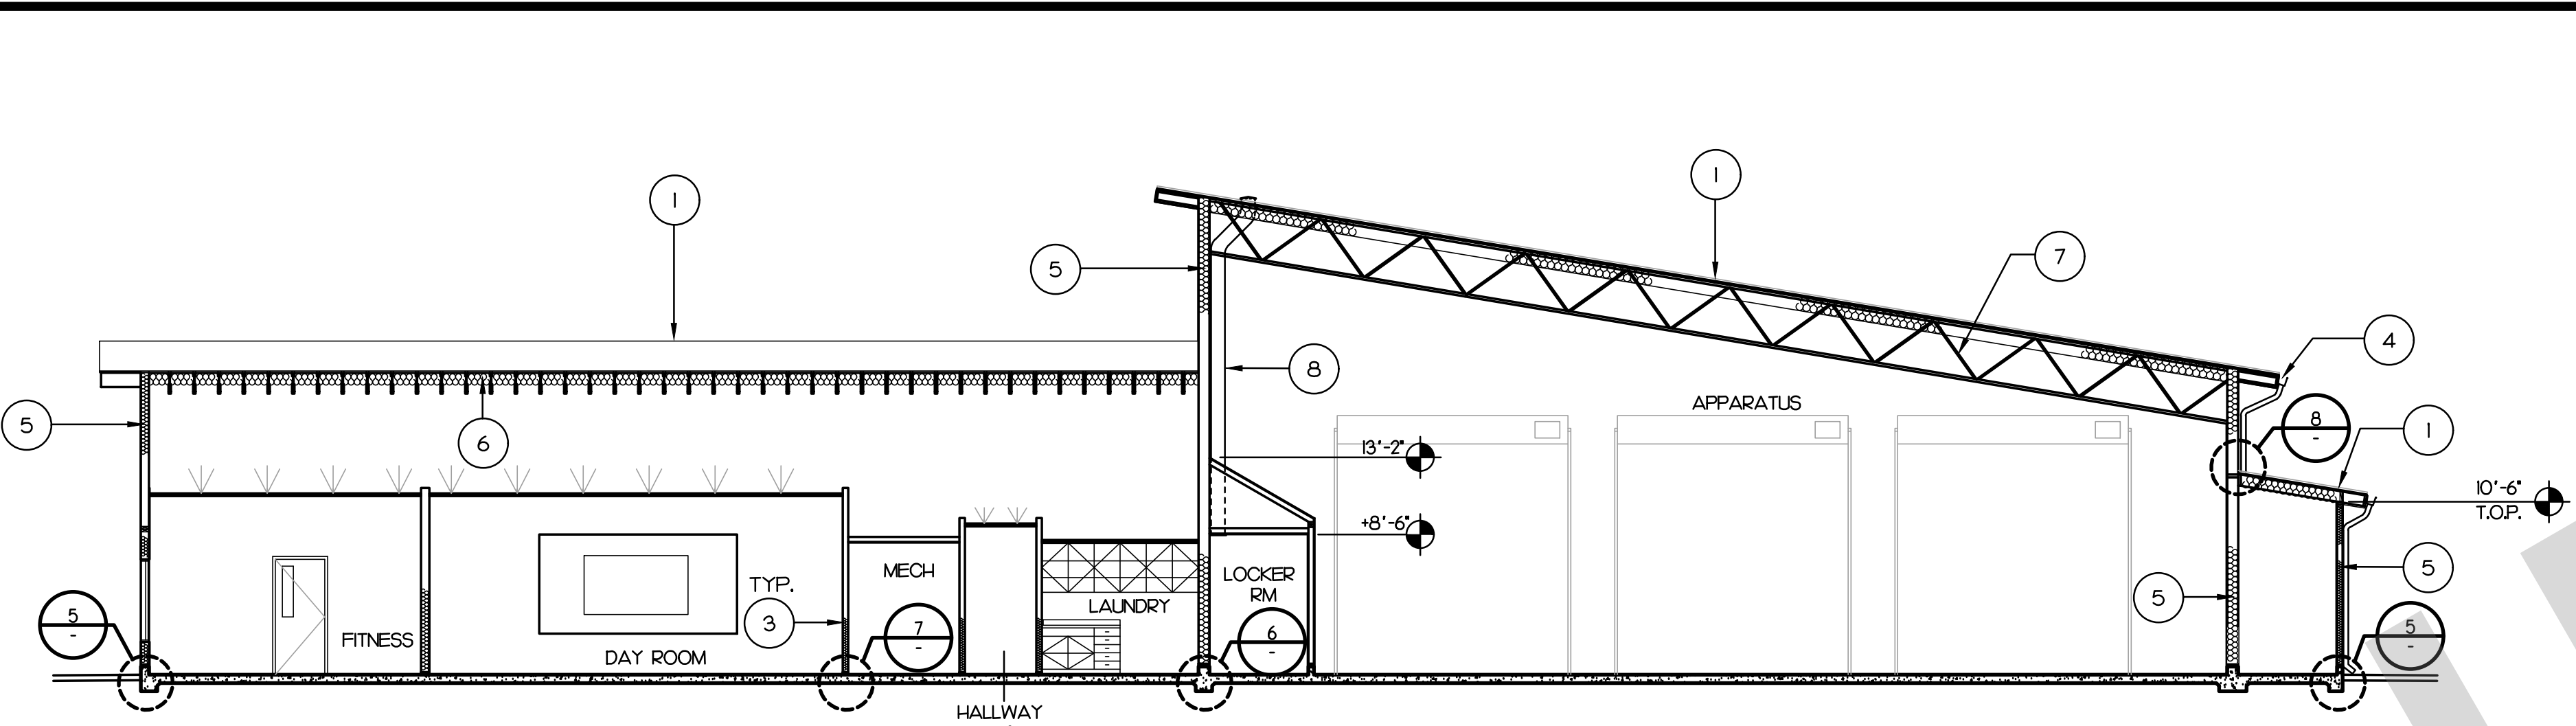 1
1
5
7
4
8
5
6
APPARATUS
8
-
1
13'-2"
10'-6"
T.O.P.
+8'-6"
MECH
LOCKER
RM
5
TYP.
LAUNDRY
5
5
-
3
7
-
6
-
5
-
FITNESS
DAY ROOM
HALLWAY